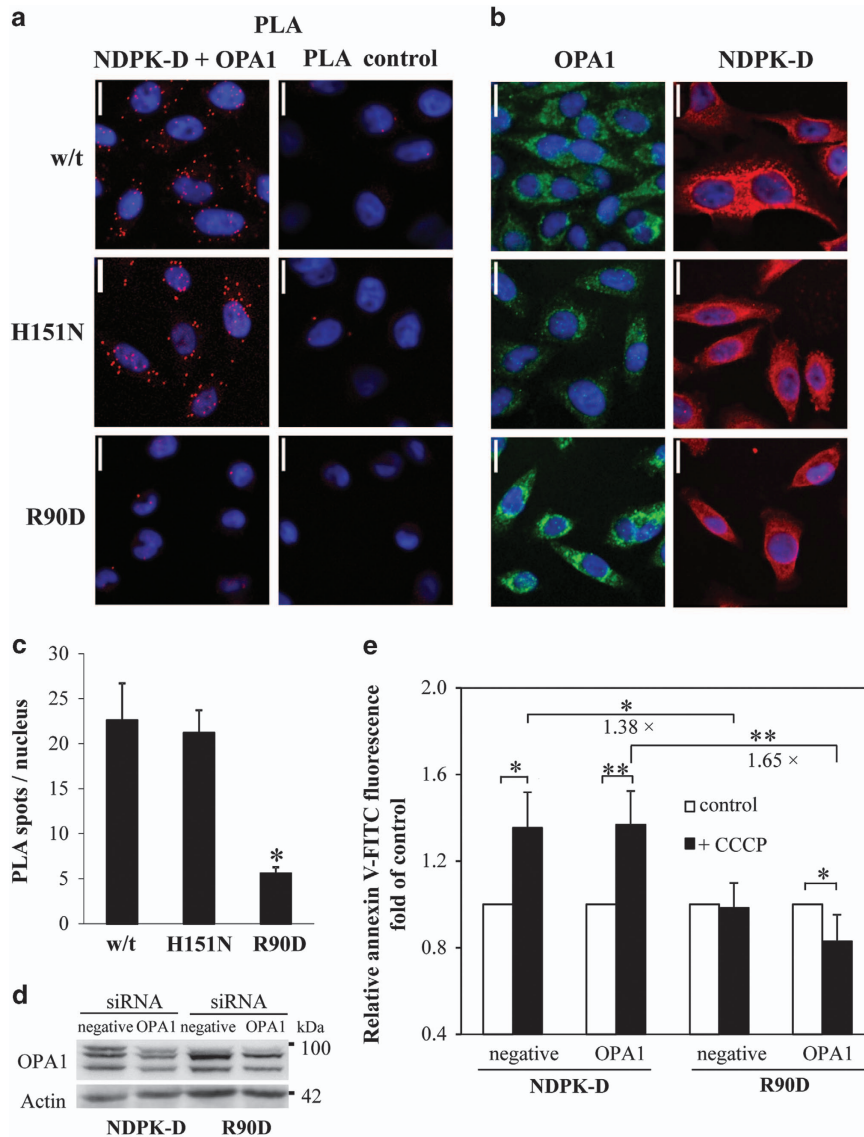 a
PLA
NDPK-D + OPA1
PLA control
w/t
H151N
R90D
b
OPA1
NDPK-D
c
PLA spots / nucleus
30
25
20
15
10
5
0
*
w/t
H151N
R90D
d
siRNA
siRNA
negative
OPA1
negative
OPA1
kDa
OPA1
100
Actin
42
NDPK-D
R90D
e
Relative annexin V-FITC fluorescence
fold of control
2.0
1.6
1.2
0.8
0.4
*
1.38 ×
**
1.65 ×
*
**
*
control
+ CCCP
negative
OPA1
negative
OPA1
NDPK-D
R90D